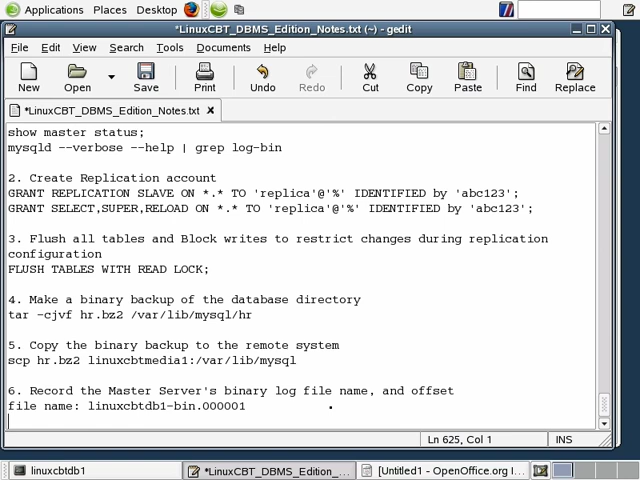 Applications Places Desktop
*LinuxCBT_DBMS_Edition_Notes.txt (~) - gedit
File Edit View Search Tools Documents Help
New Open Save Print Undo Redo Cut Copy Paste Find Replace
*LinuxCBT_DBMS_Edition_Notes.txt x
show master status;
mysqld --verbose --help | grep log-bin
2. Create Replication account
GRANT REPLICATION SLAVE ON *.* TO 'replica'@'%' IDENTIFIED by 'abc123';
GRANT SELECT,SUPER,RELOAD ON *.* TO 'replica'@'%' IDENTIFIED by 'abc123';
3. Flush all tables and Block writes to restrict changes during replication
configuration
FLUSH TABLES WITH READ LOCK;
4. Make a binary backup of the database directory
tar -cjvf hr.bz2 /var/lib/mysql/hr
5. Copy the binary backup to the remote system
scp hr.bz2 linuxcbtmedia1:/var/lib/mysql
6. Record the Master Server's binary log file name, and offset
file name: linuxcbtdb1-bin.000001
Ln 625, Col 1 INS
linuxcbtdb1 *LinuxCBT_DBMS_Edition_... [Untitled1 - OpenOffice.org I...